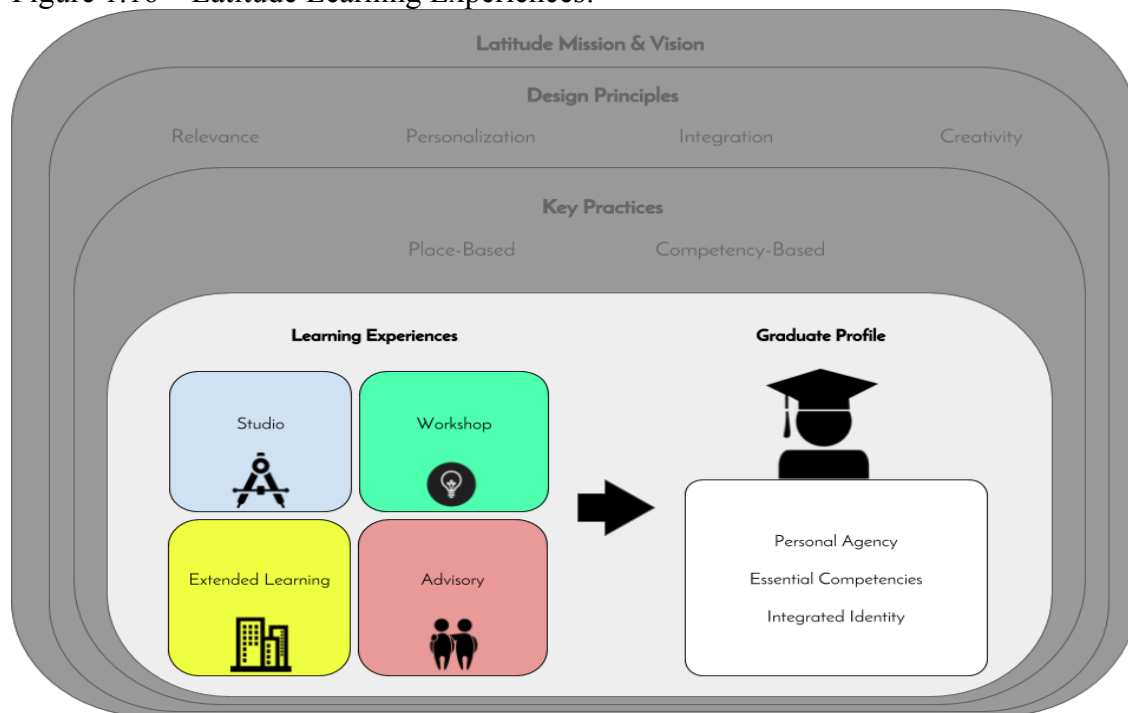 Figure 1.10 – Latitude Learning Experiences.
Latitude Mission & Vision
Design Principles
Relevance Personalization Integration Creativity
Key Practices
Place-Based Competency-Based
Learning Experiences Graduate Profile
Studio Workshop
Extended Learning Advisory
Personal Agency
Essential Competencies
Integrated Identity